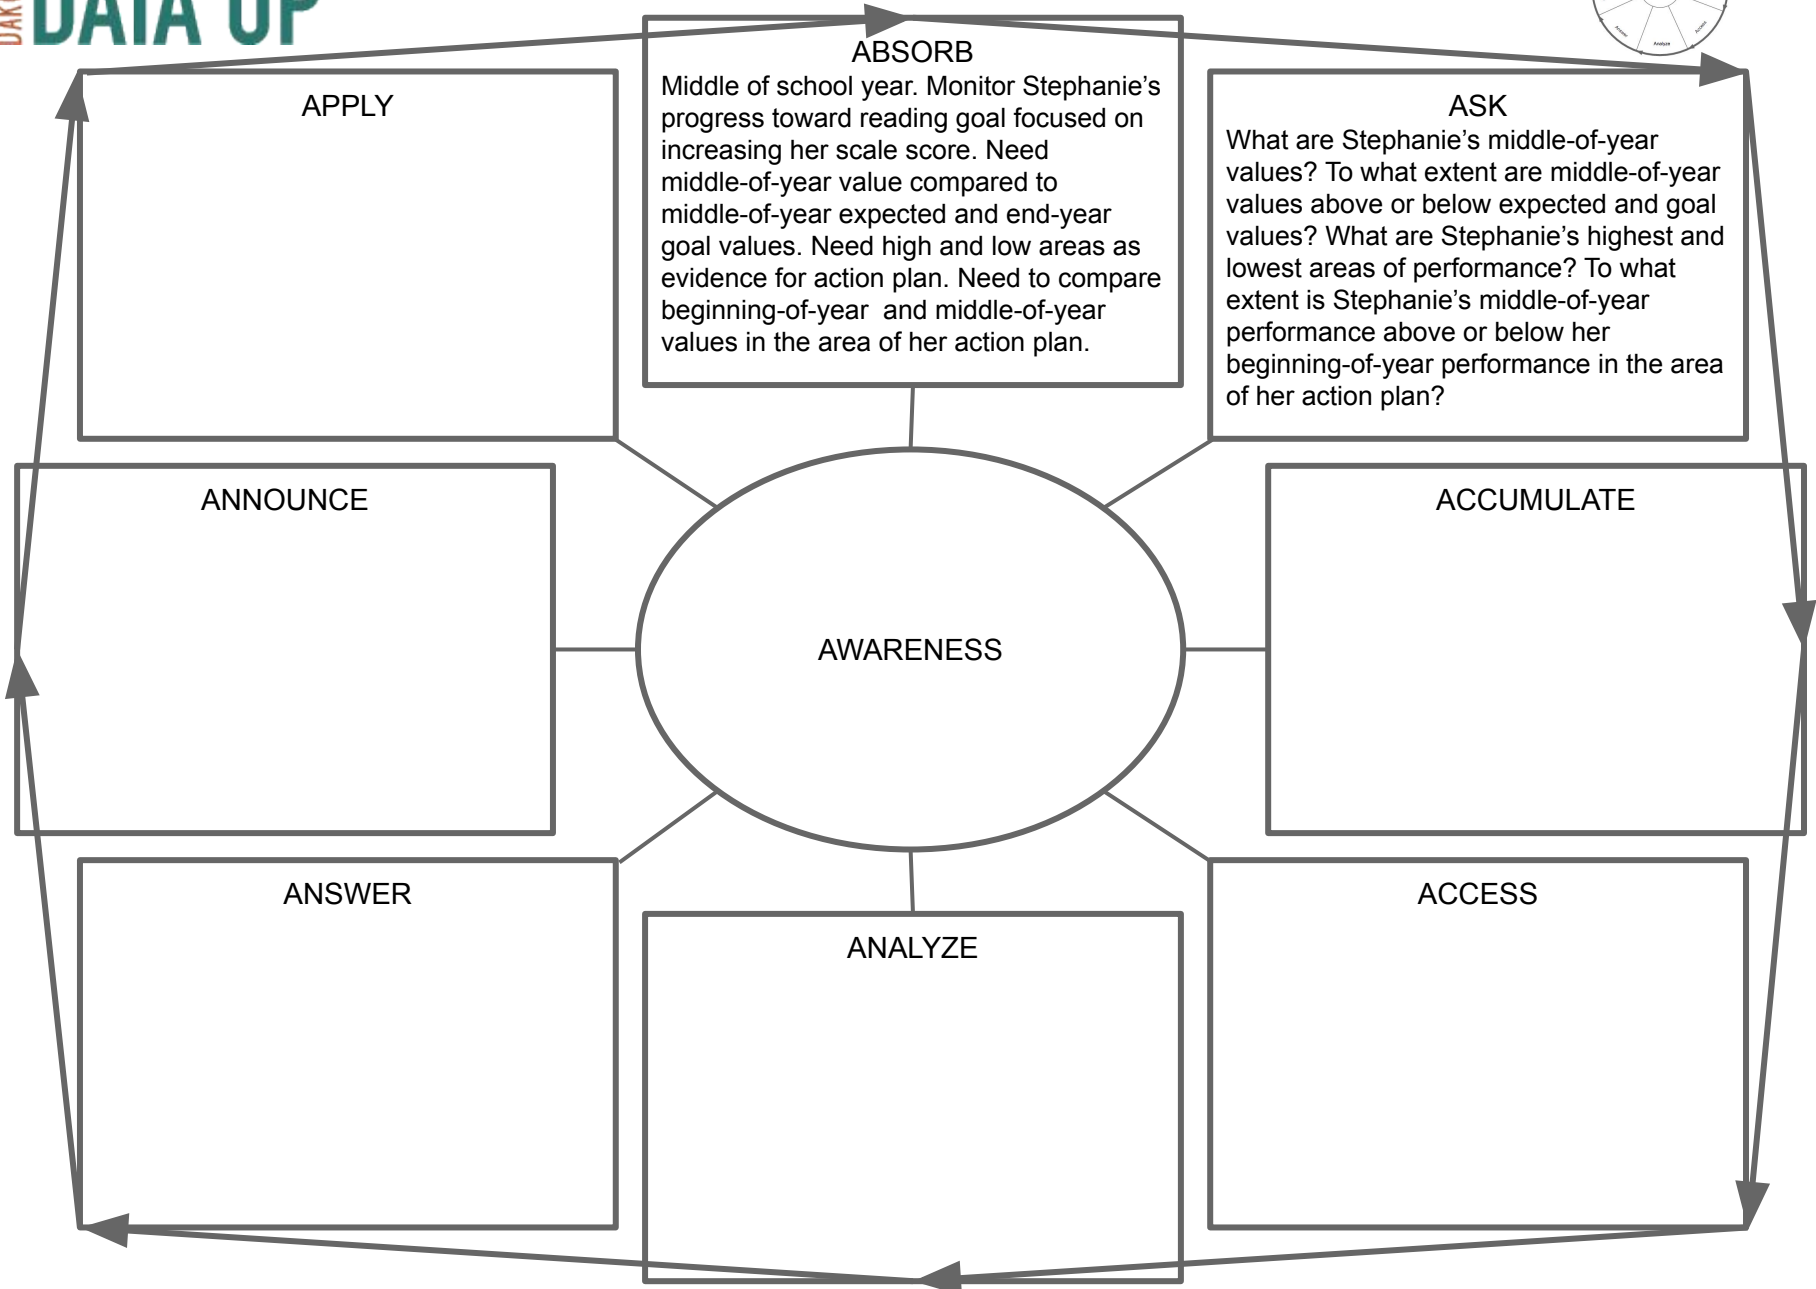 DATA UP
ABSORB
Middle of school year. Monitor Stephanie's
progress toward reading goal focused on
increasing her scale score. Need
middle-of-year value compared to
middle-of-year expected and end-year
goal values. Need high and low areas as
evidence for action plan. Need to compare
beginning-of-year  and middle-of-year
values in the area of her action plan.
ASK
What are Stephanie's middle-of-year
values? To what extent are middle-of-year
values above or below expected and goal
values? What are Stephanie's highest and
lowest areas of performance? To what
extent is Stephanie's middle-of-year
performance above or below her
beginning-of-year performance in the area
of her action plan?
ACCUMULATE
ACCESS
ANALYZE
ANSWER
ANNOUNCE
APPLY
AWARENESS
Answer
Analyze
Access